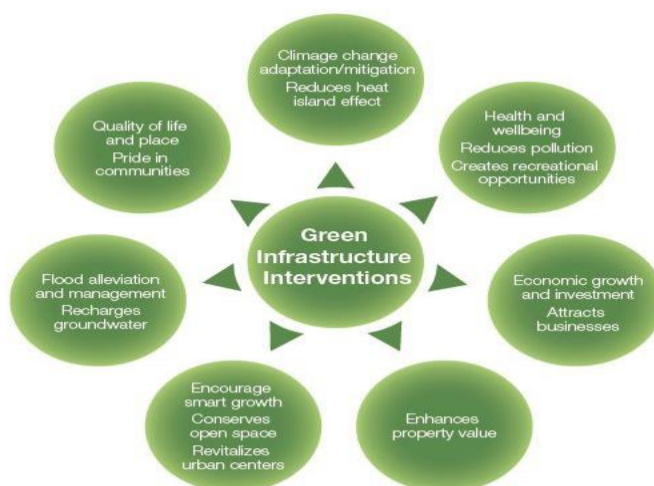 Climage change
adaptation/mitigation
Reduces heat
island effect
Health and
wellbeing
Reduces pollution
Creates recreational
opportunities
Quality of life
and place
Pride in
communities
Green
Infrastructure
Interventions
Flood alleviation
and management
Recharges
groundwater
Economic growth
and investment
Attracts
businesses
Encourage
smart growth
Conserves
open space
Revitalizes
urban centers
Enhances
property value